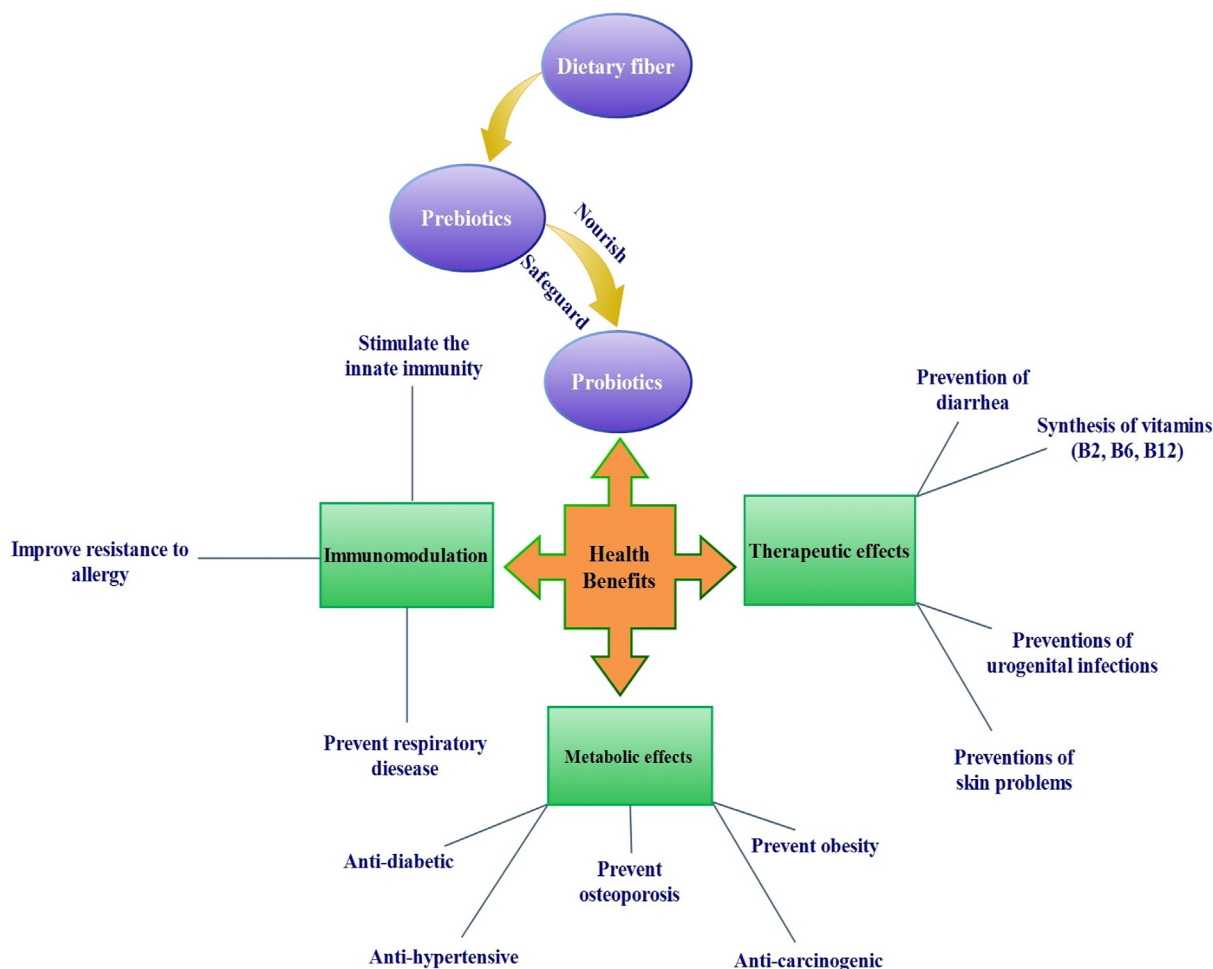 Dietary fiber
Prebiotics
Nourish
Safeguard
Probiotics
Stimulate the
innate immunity
Improve resistance to
allergy
Immunomodulation
Prevent respiratory
diesease
Health
Benefits
Prevention of
diarrhea
Synthesis of vitamins
(B2, B6, B12)
Therapeutic effects
Preventions of
urogenital infections
Preventions of
skin problems
Metabolic effects
Anti-diabetic
Anti-hypertensive
Prevent
osteoporosis
Prevent obesity
Anti-carcinogenic